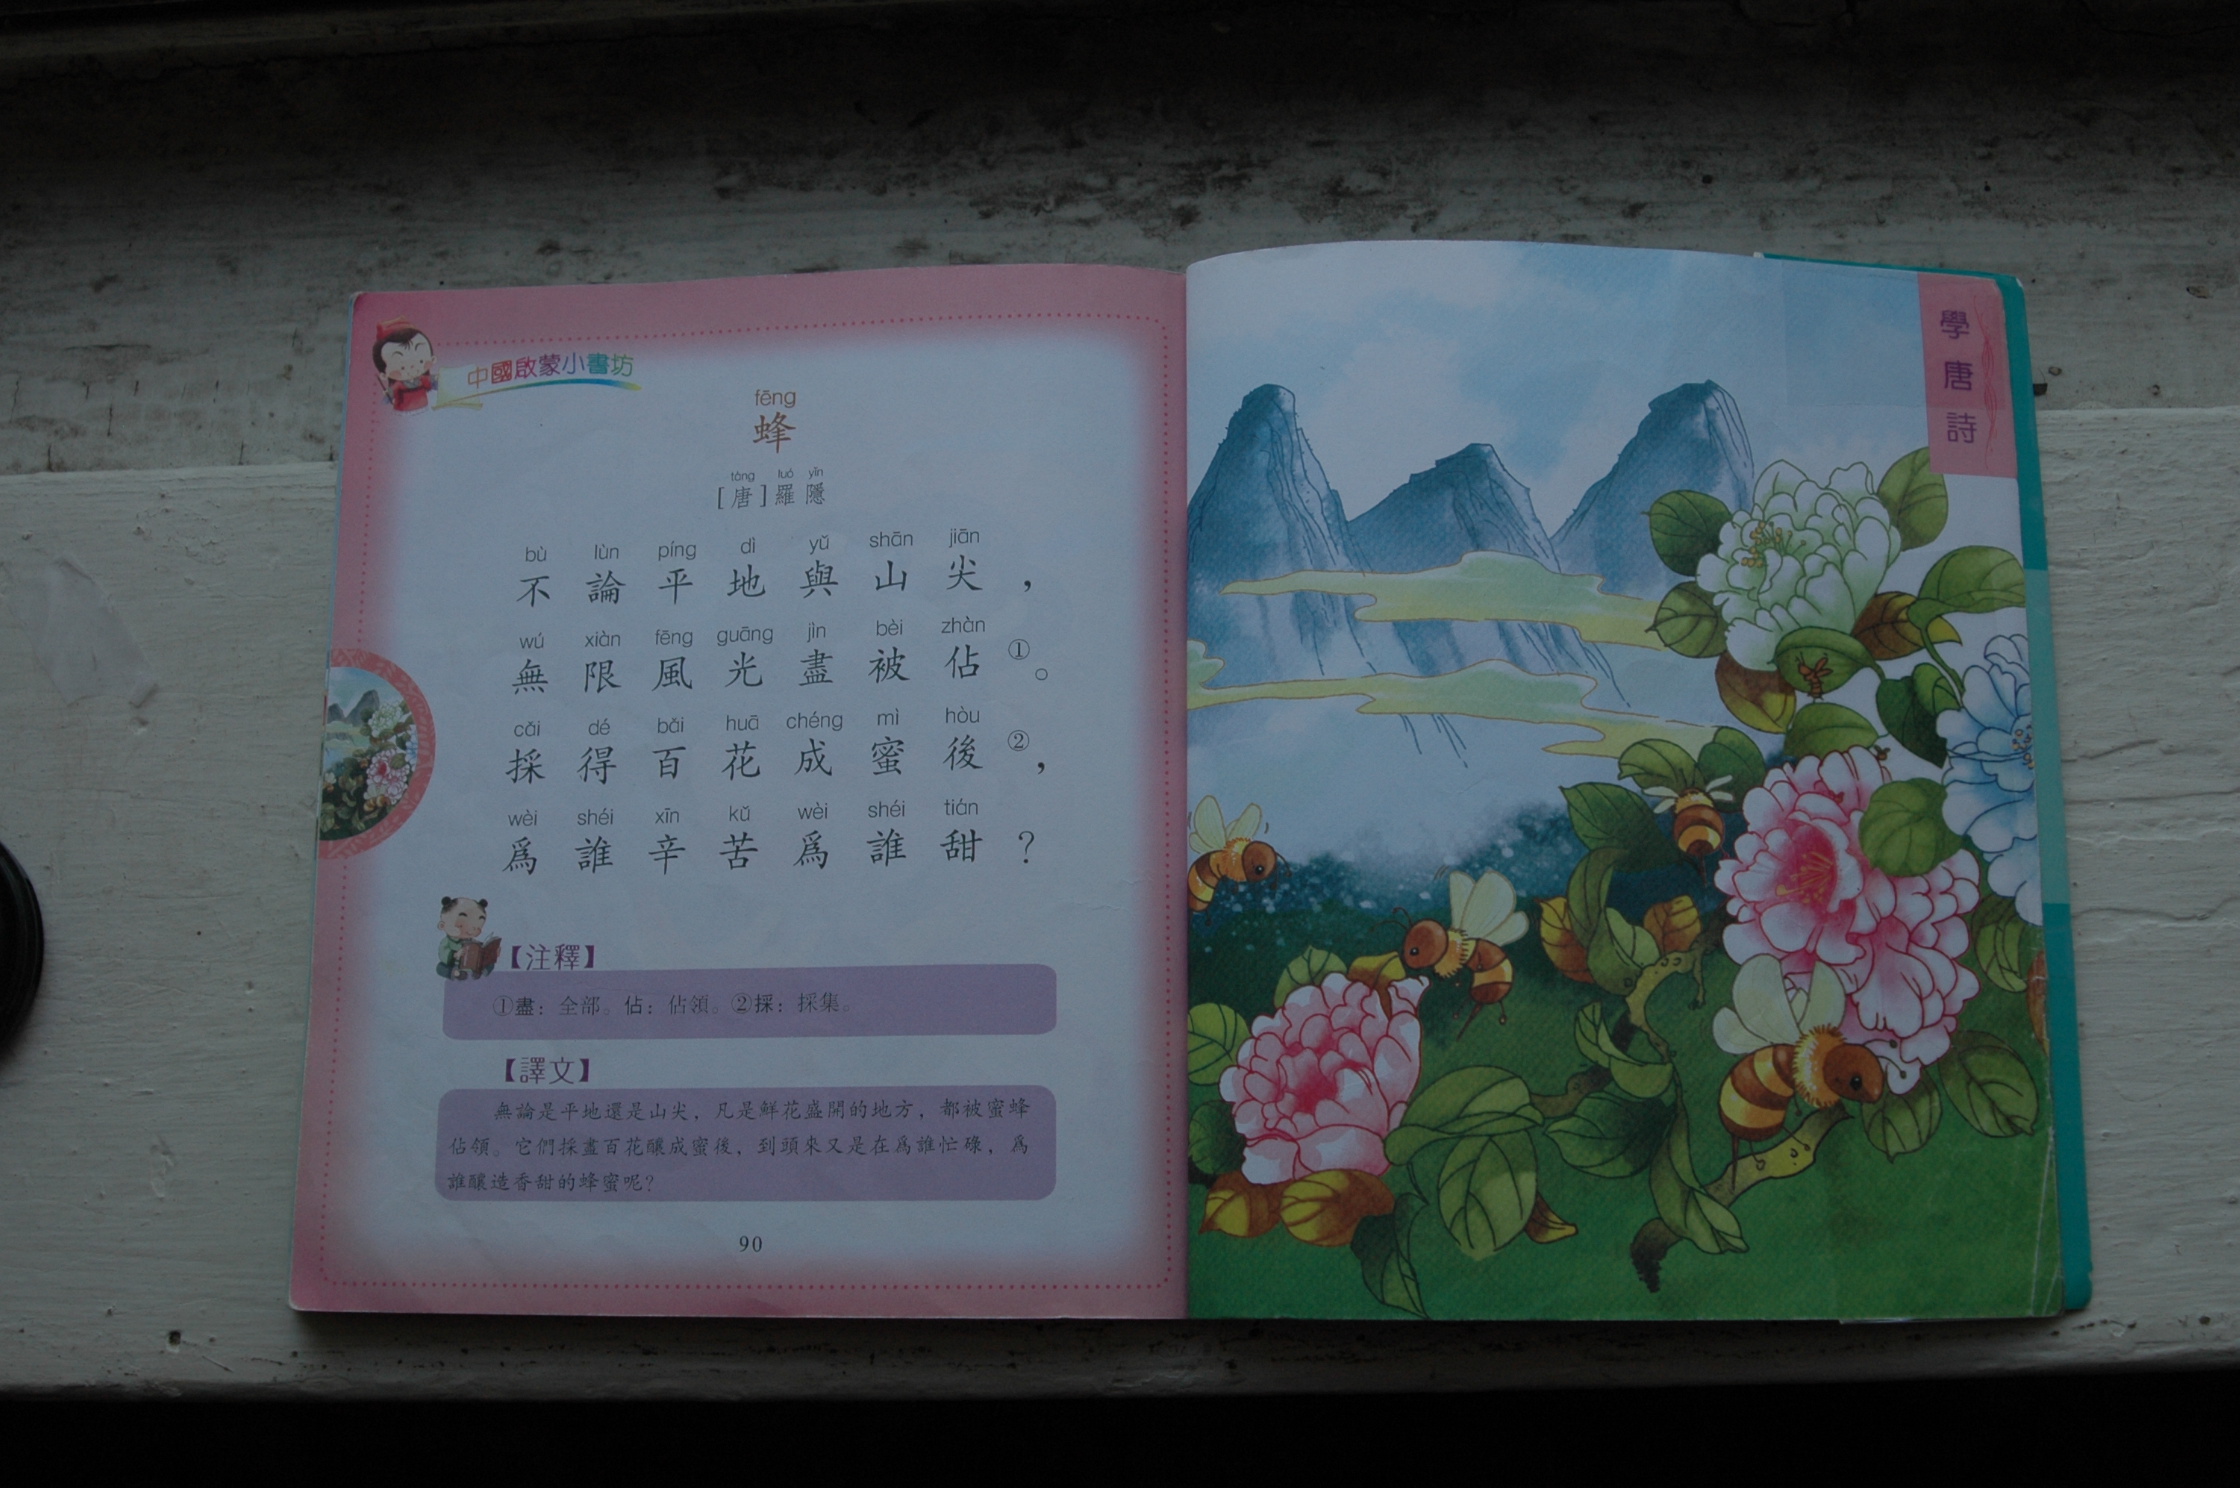 中國啟蒙小書坊
fēng
蜂
táng luó yǐn
[唐]羅隱
bù lùn píng dì yǔ shān jiān
不論平地與山尖，
wú xiàn fēng guāng jìn bèi zhàn
無限風光盡被佔①。
cǎi dé bǎi huā chéng mì hòu
採得百花成蜜後②，
wèi shéi xīn kǔ wèi shéi tián
爲誰辛苦爲誰甜？
【注釋】
①盡：全部。佔：佔領。②採：採集。
【譯文】
無論是平地還是山尖，凡是鮮花盛開的地方，都被蜜蜂
佔領。它們採盡百花釀成蜜後，到頭來又是在爲誰忙碌，爲
誰釀造香甜的蜂蜜呢？
90
學唐詩